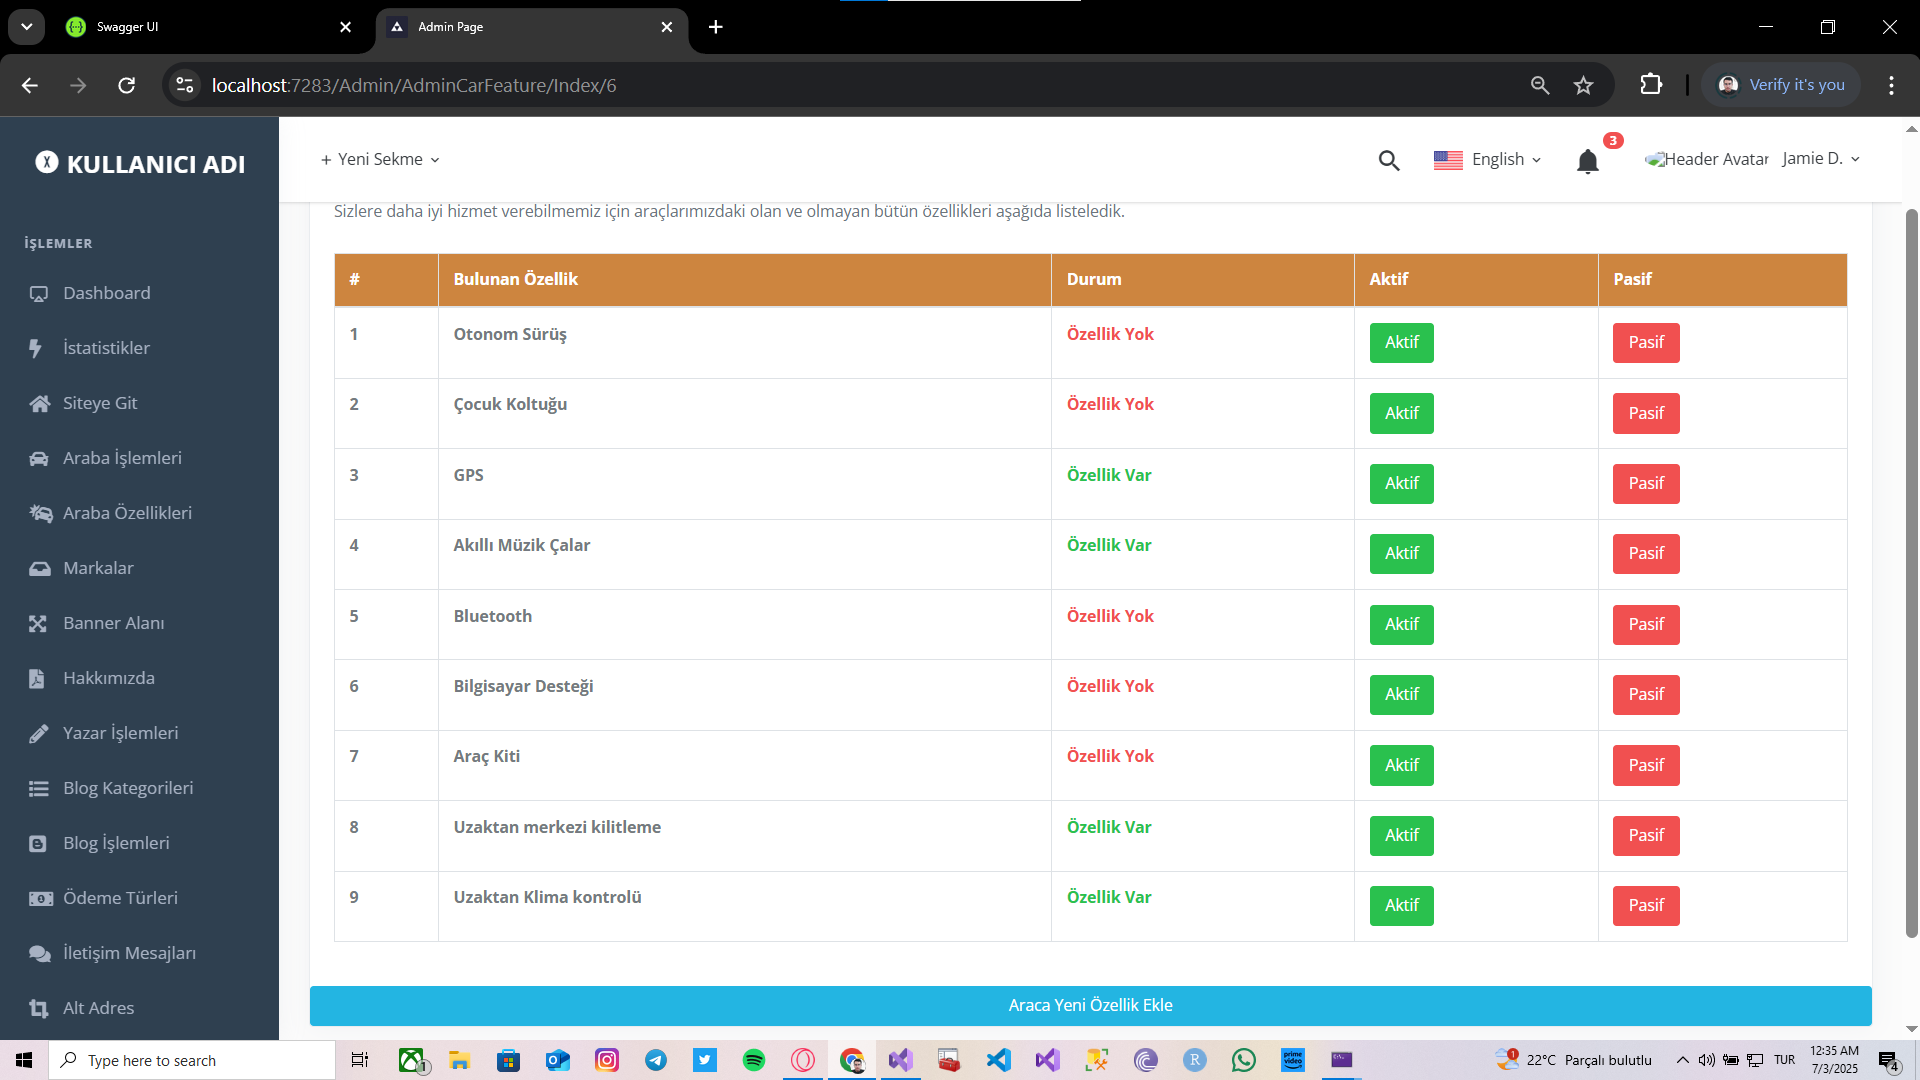 Swagger UI
Admin Page
localhost:7283/Admin/AdminCarFeature/Index/6
Verify it's you
X KULLANICI ADI
+ Yeni Sekme
English
3
Header Avatar
Jamie D.
İŞLEMLER
Dashboard
İstatistikler
Siteye Git
Araba İşlemleri
Araba Özellikleri
Markalar
Banner Alanı
Hakkımızda
Yazar İşlemleri
Blog Kategorileri
Blog İşlemleri
Ödeme Türleri
İletişim Mesajları
Alt Adres
Sizlere daha iyi hizmet verebilmemiz için araçlarımızdaki olan ve olmayan bütün özellikleri aşağıda listeledik.
# Bulunan Özellik Durum Aktif Pasif
1 Otonom Sürüş Özellik Yok Aktif Pasif
2 Çocuk Koltuğu Özellik Yok Aktif Pasif
3 GPS Özellik Var Aktif Pasif
4 Akıllı Müzik Çalar Özellik Var Aktif Pasif
5 Bluetooth Özellik Yok Aktif Pasif
6 Bilgisayar Desteği Özellik Yok Aktif Pasif
7 Araç Kiti Özellik Yok Aktif Pasif
8 Uzaktan merkezi kilitleme Özellik Var Aktif Pasif
9 Uzaktan Klima kontrolü Özellik Var Aktif Pasif
Araca Yeni Özellik Ekle
Type here to search
1
prime video
R
1
22°C Parçalı bulutlu
TUR
12:35 AM
7/3/2025
4